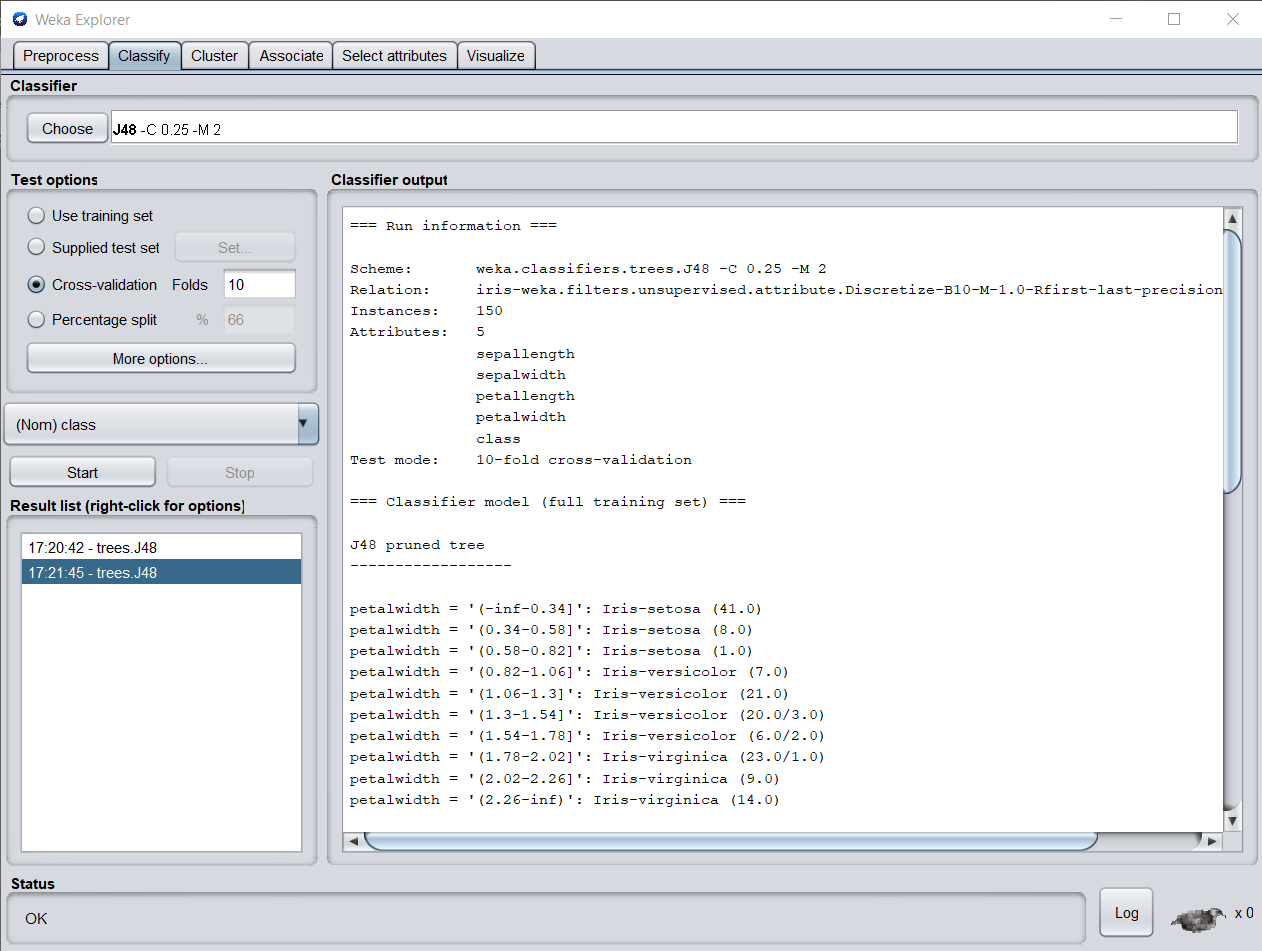 Weka Explorer
Preprocess Classify Cluster Associate Select attributes Visualize
Classifier
Choose J48 -C 0.25 -M 2
Test options
Use training set
Supplied test set Set...
Cross-validation Folds 10
Percentage split % 66
More options...
(Nom) class
Start Stop
Result list (right-click for options)
17:20:42 - trees.J48
17:21:45 - trees.J48
Classifier output
=== Run information ===
Scheme: weka.classifiers.trees.J48 -C 0.25 -M 2
Relation: iris-weka.filters.unsupervised.attribute.Discretize-B10-M-1.0-Rfirst-last-precision
Instances: 150
Attributes: 5
sepallength
sepalwidth
petallength
petalwidth
class
Test mode: 10-fold cross-validation
=== Classifier model (full training set) ===
J48 pruned tree
------------------
petalwidth = '(-inf-0.34]': Iris-setosa (41.0)
petalwidth = '(0.34-0.58]': Iris-setosa (8.0)
petalwidth = '(0.58-0.82]': Iris-setosa (1.0)
petalwidth = '(0.82-1.06]': Iris-versicolor (7.0)
petalwidth = '(1.06-1.3]': Iris-versicolor (21.0)
petalwidth = '(1.3-1.54]': Iris-versicolor (20.0/3.0)
petalwidth = '(1.54-1.78]': Iris-versicolor (6.0/2.0)
petalwidth = '(1.78-2.02]': Iris-virginica (23.0/1.0)
petalwidth = '(2.02-2.26]': Iris-virginica (9.0)
petalwidth = '(2.26-inf)': Iris-virginica (14.0)
Status
OK
Log
x 0